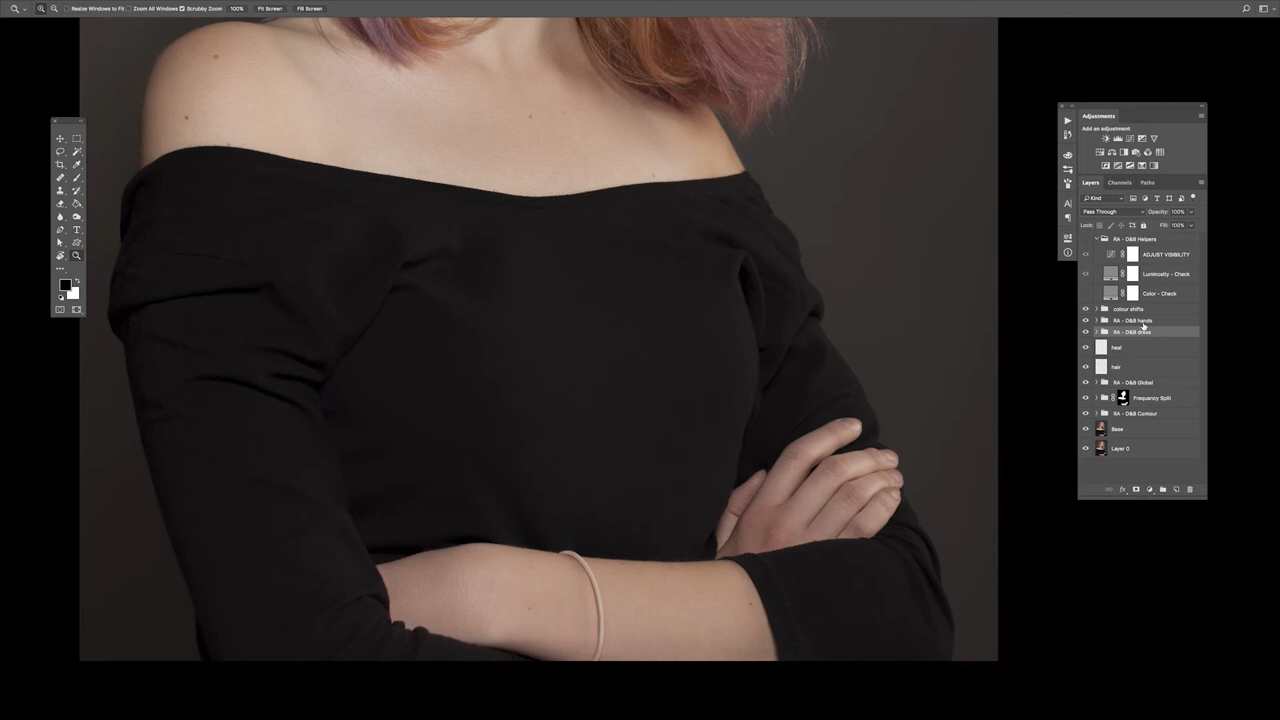 Resize Windows to Fit Zoom All Windows Scrubby Zoom 100% Fit Screen Fill Screen
Adjustments
Add an adjustment
Layers Channels Paths
Kind
Pass Through Opacity: 100%
Lock: Fill: 100%
RA - D&B Helpers
ADJUST VISIBILITY
Luminosity - Check
Color - Check
colour shifts
RA - D&B hands
RA - D&B dress
heal
hair
RA - D&B Global
Frequency Split
RA - D&B Contour
Base
Layer 0